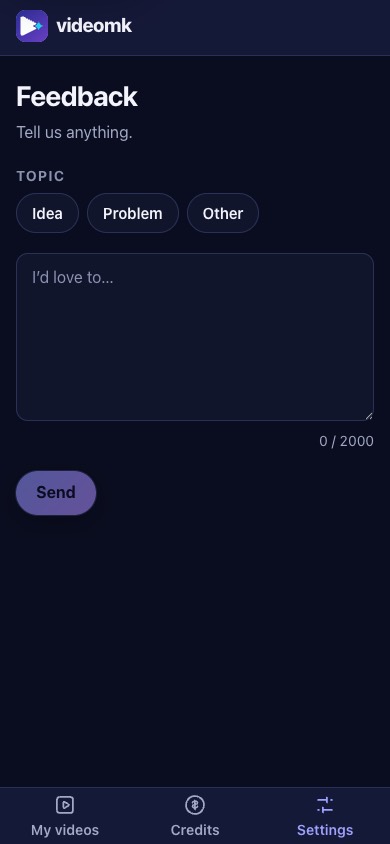 videomk
Feedback
Tell us anything.
TOPIC
Idea
Problem
Other
I’d love to…
0 / 2000
Send
My videos
Credits
Settings